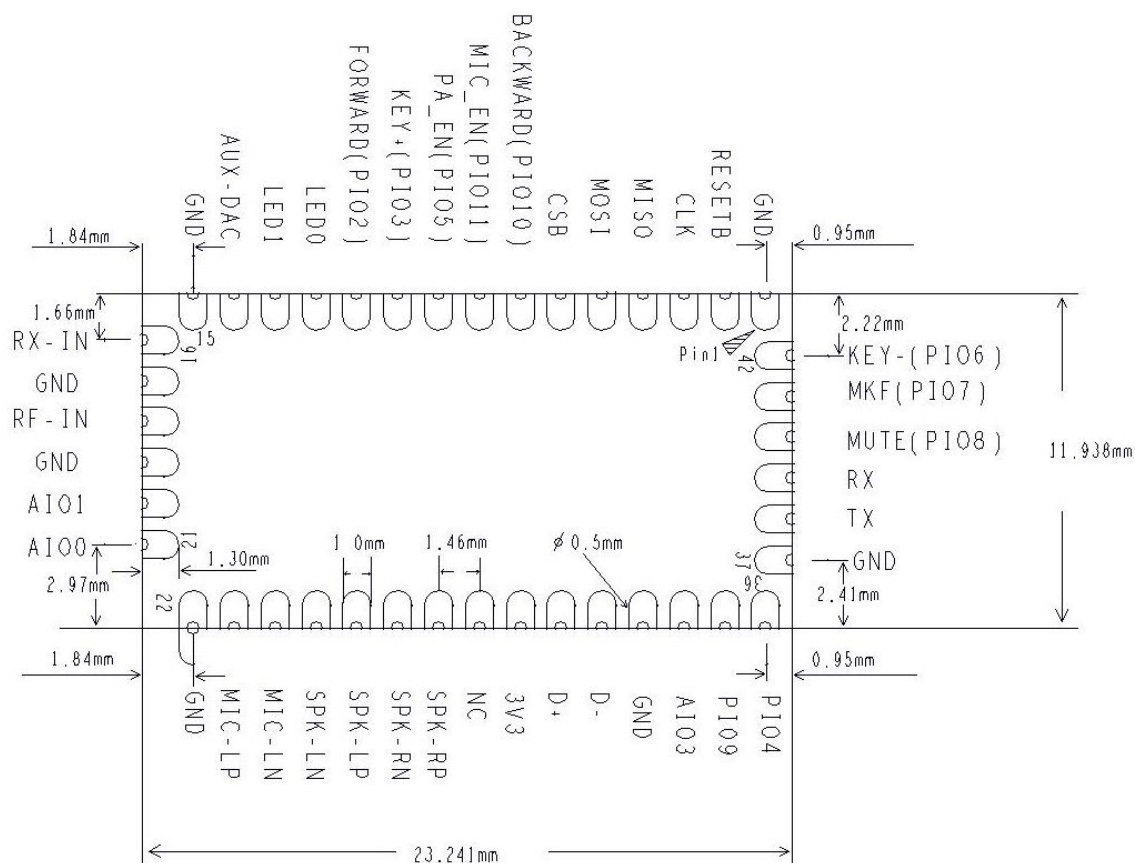 GND
AUX-DAC
LED1
LED0
FORWARD(PIO2)
KEY+(PIO3)
PA_EN(PIO5)
MIC_EN(PIO11)
BACKWARD(PIO10)
CSB
MOSI
MISO
CLK
RESETB
GND
1.84mm
0.95mm
1.66mm
2.22mm
RX-IN
15
16
Pin1
42
KEY-(PIO6)
GND
MKF(PIO7)
RF-IN
MUTE(PIO8)
11.938mm
GND
RX
AIO1
TX
AIO0
21
1.30mm
1 0mm
1.46mm
ϕ 0.5mm
37
GND
2.97mm
22
36
2.41mm
1.84mm
0.95mm
GND
MIC-LP
MIC-LN
SPK-LN
SPK-LP
SPK-RN
SPK-RP
NC
3V3
D+
D-
GND
AIO3
PIO9
PIO4
23.241mm